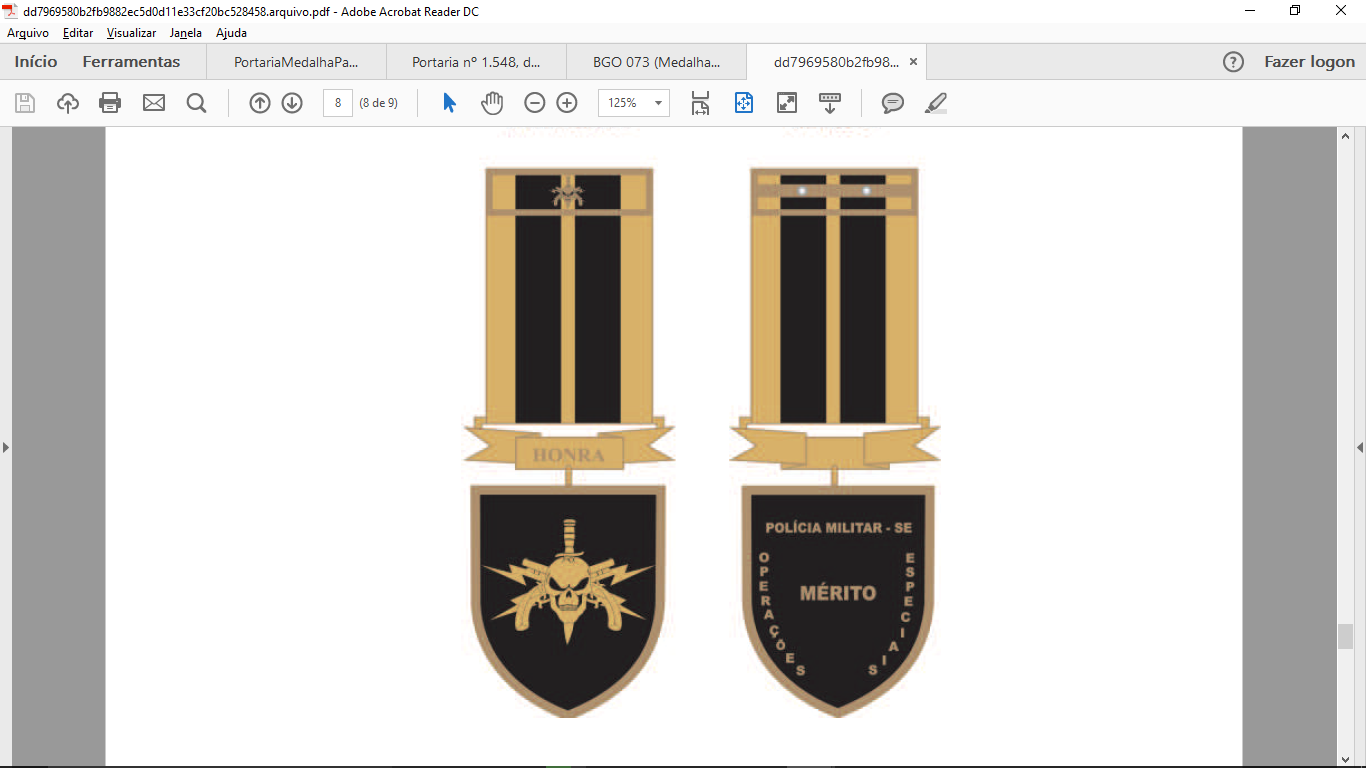 dd7969580b2fb9882ec5d0d11e33cf20bc528458.arquivo.pdf - Adobe Acrobat Reader DC
Arquivo Editar Visualizar Janela Ajuda
Início Ferramentas PortariaMedalhaPa... Portaria nº 1.548, d... BGO 073 (Medalha... dd7969580b2fb98... × ? Fazer logon
8 (8 de 9) 125%
HONRA
POLÍCIA MILITAR - SE
OPERAÇÕES
MÉRITO
ESPECIAIS